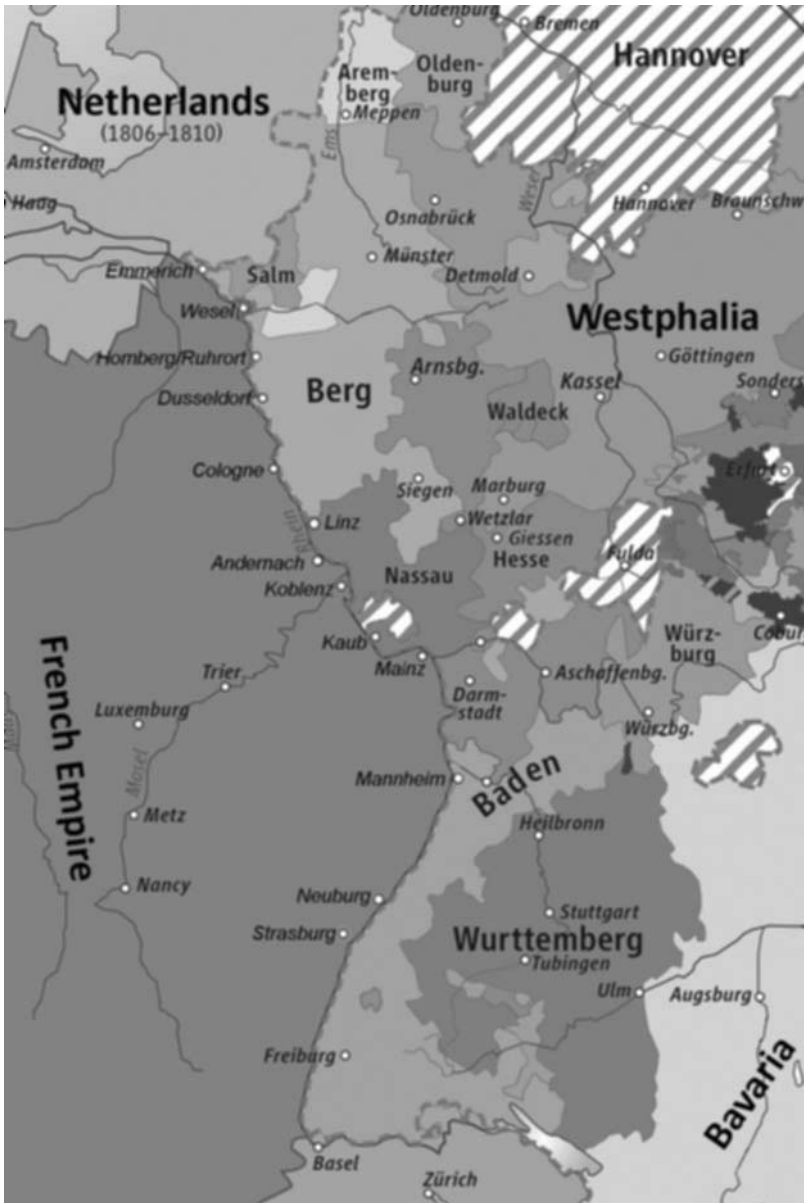 Oldenburg
Bremen
Hannover
Arem-
berg
Olden-
burg
Netherlands
(1806–1810)
Meppen
Ems
Amsterdam
Haag
Wesel
Hannover
Braunschw
Osnabrück
Münster
Emmerich
Salm
Detmold
Wesel
Westphalia
Homberg/Ruhrort
Arnsbg.
Göttingen
Berg
Kassel
Sonders
Dusseldorf
Waldeck
Cologne
Siegen
Marburg
Erfurt
Linz
Wetzlar
Rhein
Giessen
Andernach
Hesse
Fulda
Nassau
Koblenz
Kaub
Würz-
burg
Coburg
Mainz
French Empire
Trier
Darm-
stadt
Aschaffenbg.
Luxemburg
Würzbg.
Mosel
Mannheim
Baden
Metz
Heilbronn
Nancy
Neuburg
Stuttgart
Strasburg
Wurttemberg
Tubingen
Ulm
Augsburg
Freiburg
Bavaria
Basel
Zürich